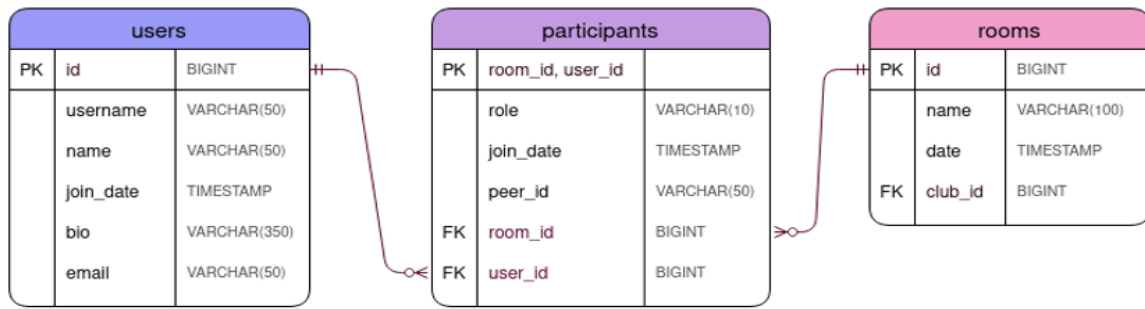 users
PK id BIGINT
username VARCHAR(50)
name VARCHAR(50)
join_date TIMESTAMP
bio VARCHAR(350)
email VARCHAR(50)
participants
PK room_id, user_id
role VARCHAR(10)
join_date TIMESTAMP
peer_id VARCHAR(50)
FK room_id BIGINT
FK user_id BIGINT
rooms
PK id BIGINT
name VARCHAR(100)
date TIMESTAMP
FK club_id BIGINT